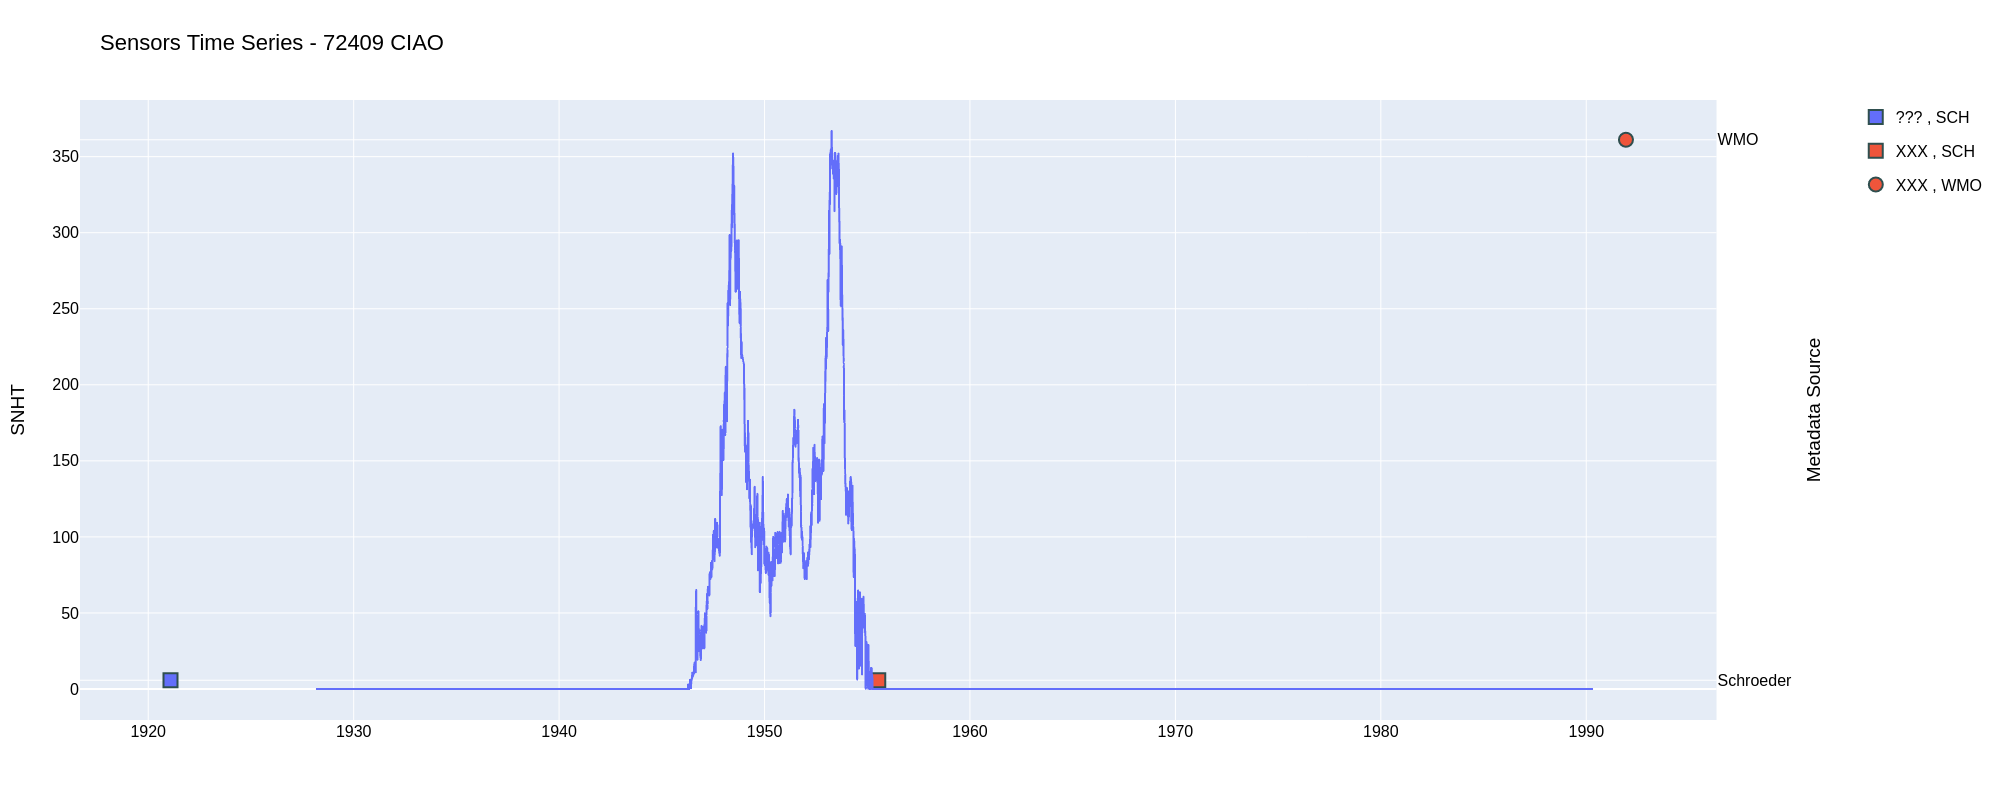 Sensors Time Series - 72409 CIAO
??? , SCH
XXX , SCH
XXX , WMO
WMO
Schroeder
Metadata Source
SNHT
350
300
250
200
150
100
50
0
1920 1930 1940 1950 1960 1970 1980 1990